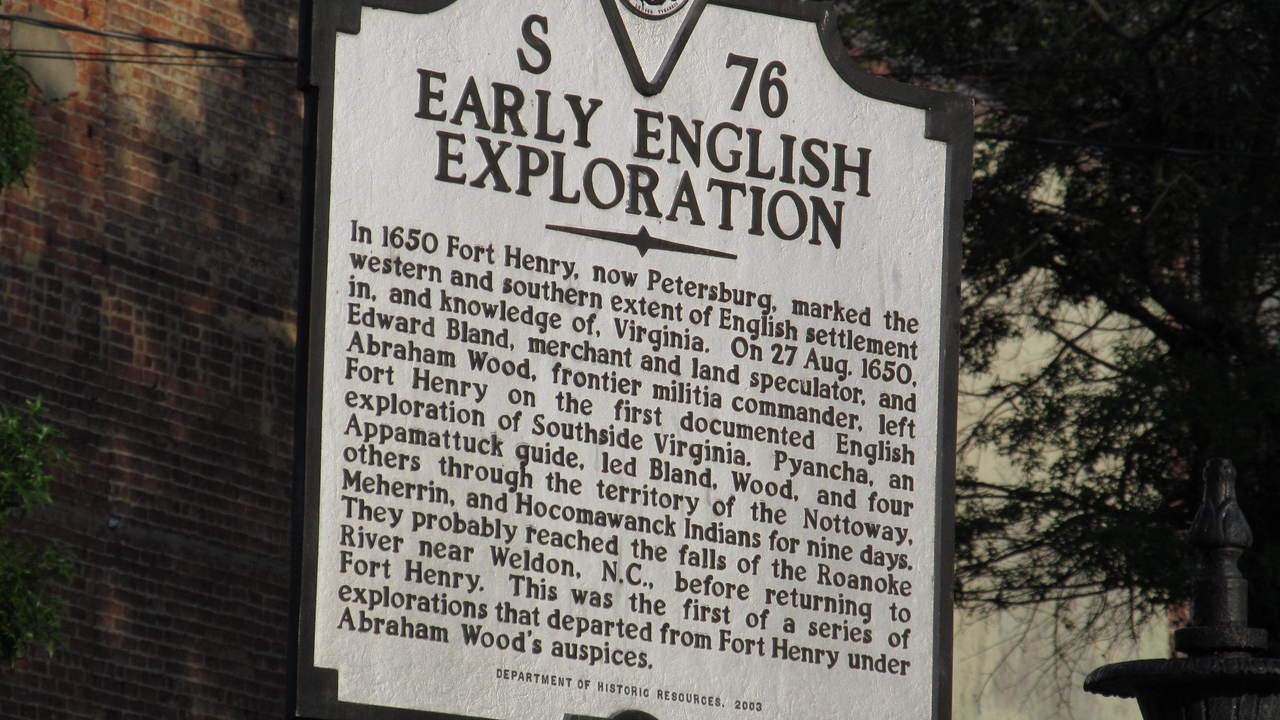 S 76
EARLY ENGLISH
EXPLORATION
In 1650 Fort Henry, now Petersburg, marked the
western and southern extent of English settlement
in, and knowledge of, Virginia. On 27 Aug. 1650,
Edward Bland, merchant and land speculator, and
Abraham Wood, frontier militia commander, left
Fort Henry on the first documented English
exploration of Southside Virginia. Pyancha, an
Appamattuck guide, led Bland, Wood, and four
others through the territory of the Nottoway,
Meherrin, and Hocomawanck Indians for nine days.
They probably reached the falls of the Roanoke
River near Weldon, N.C., before returning to
Fort Henry. This was the first of a series of
explorations that departed from Fort Henry under
Abraham Wood's auspices.
DEPARTMENT OF HISTORIC RESOURCES, 2003